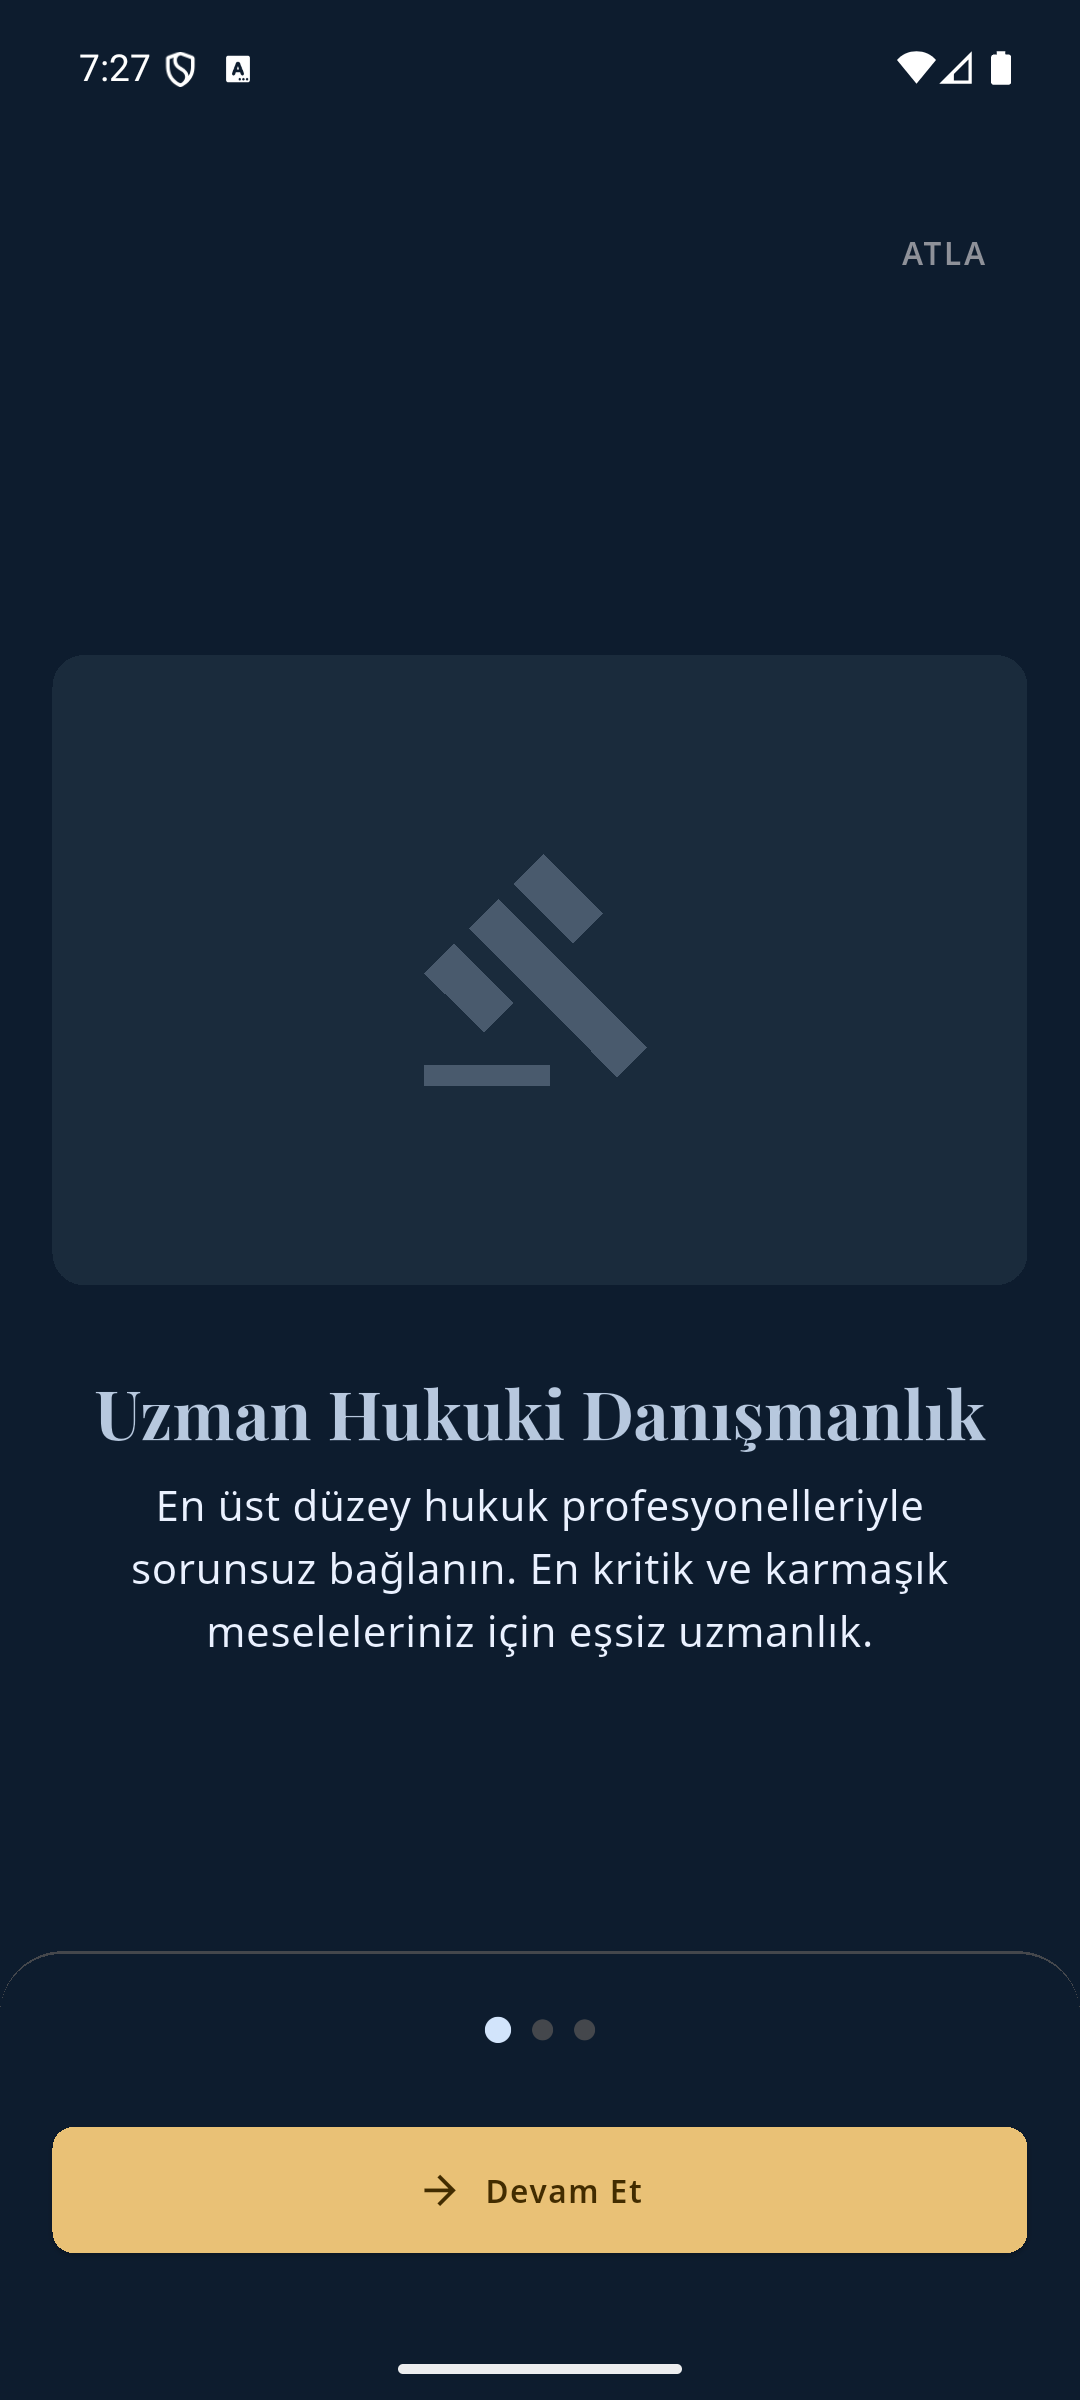 7:27
ATLA
Uzman Hukuki Danışmanlık
En üst düzey hukuk profesyonelleriyle
sorunsuz bağlanın. En kritik ve karmaşık
meseleleriniz için eşsiz uzmanlık.
Devam Et